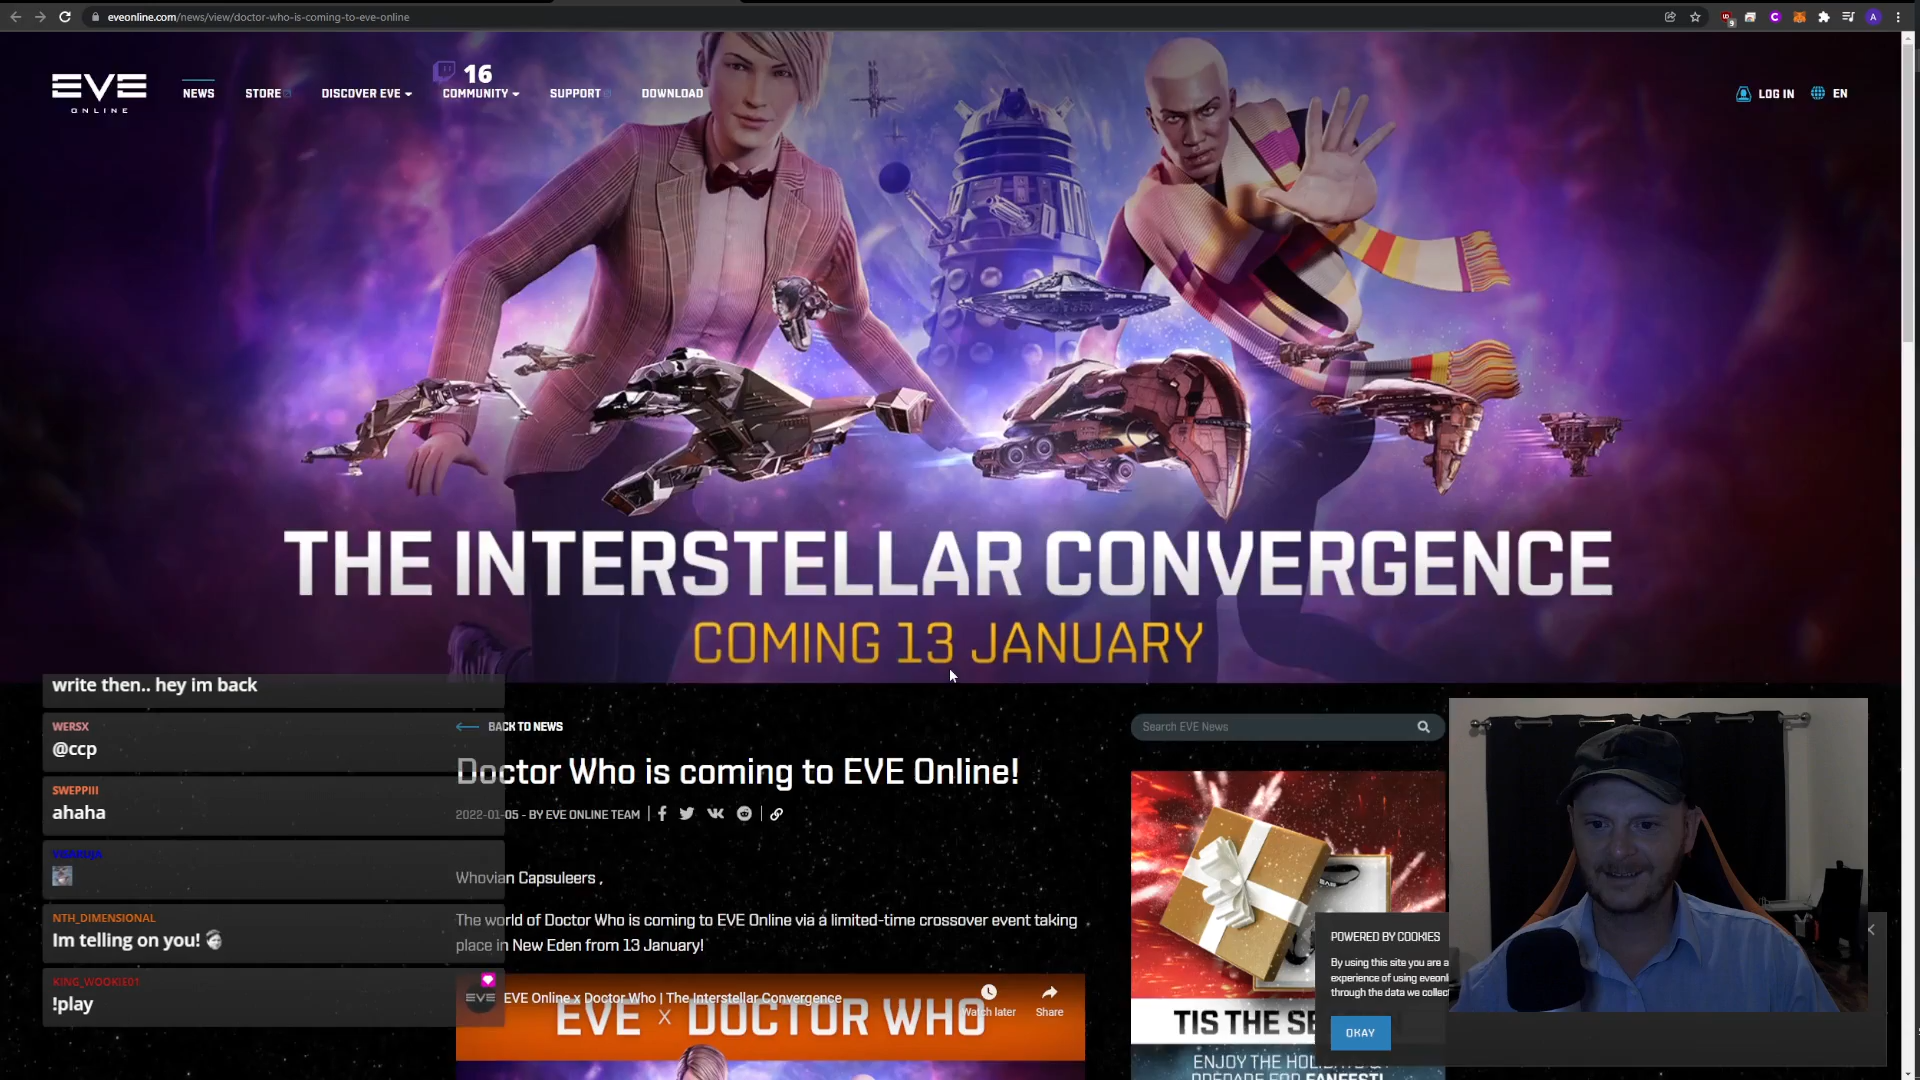 eveonline.com/news/view/doctor-who-is-coming-to-eve-online
EVE
ONLINE
NEWS
STORE
DISCOVER EVE
16
COMMUNITY
SUPPORT
DOWNLOAD
LOG IN
EN
THE INTERSTELLAR CONVERGENCE
COMING 13 JANUARY
write then.. hey im back
WERSX
@ccp
SWEPPIII
ahaha
NTH_DIMENSIONAL
Im telling on you!
KING_WOOKIE01
!play
BACK TO NEWS
Doctor Who is coming to EVE Online!
2022-01-05 - BY EVE ONLINE TEAM
Whovian Capsuleers ,
The world of Doctor Who is coming to EVE Online via a limited-time crossover event taking
place in New Eden from 13 January!
EVE
EVE Online x Doctor Who | The Interstellar Convergence
Watch later
Share
EVE X DOCTOR WHO
Search EVE News
TIS THE SE
ENJOY THE HOLI
PREPARE FOR FANFEST!
POWERED BY COOKIES
By using this site you are a
experience of using eveonl
through the data we collect
OKAY